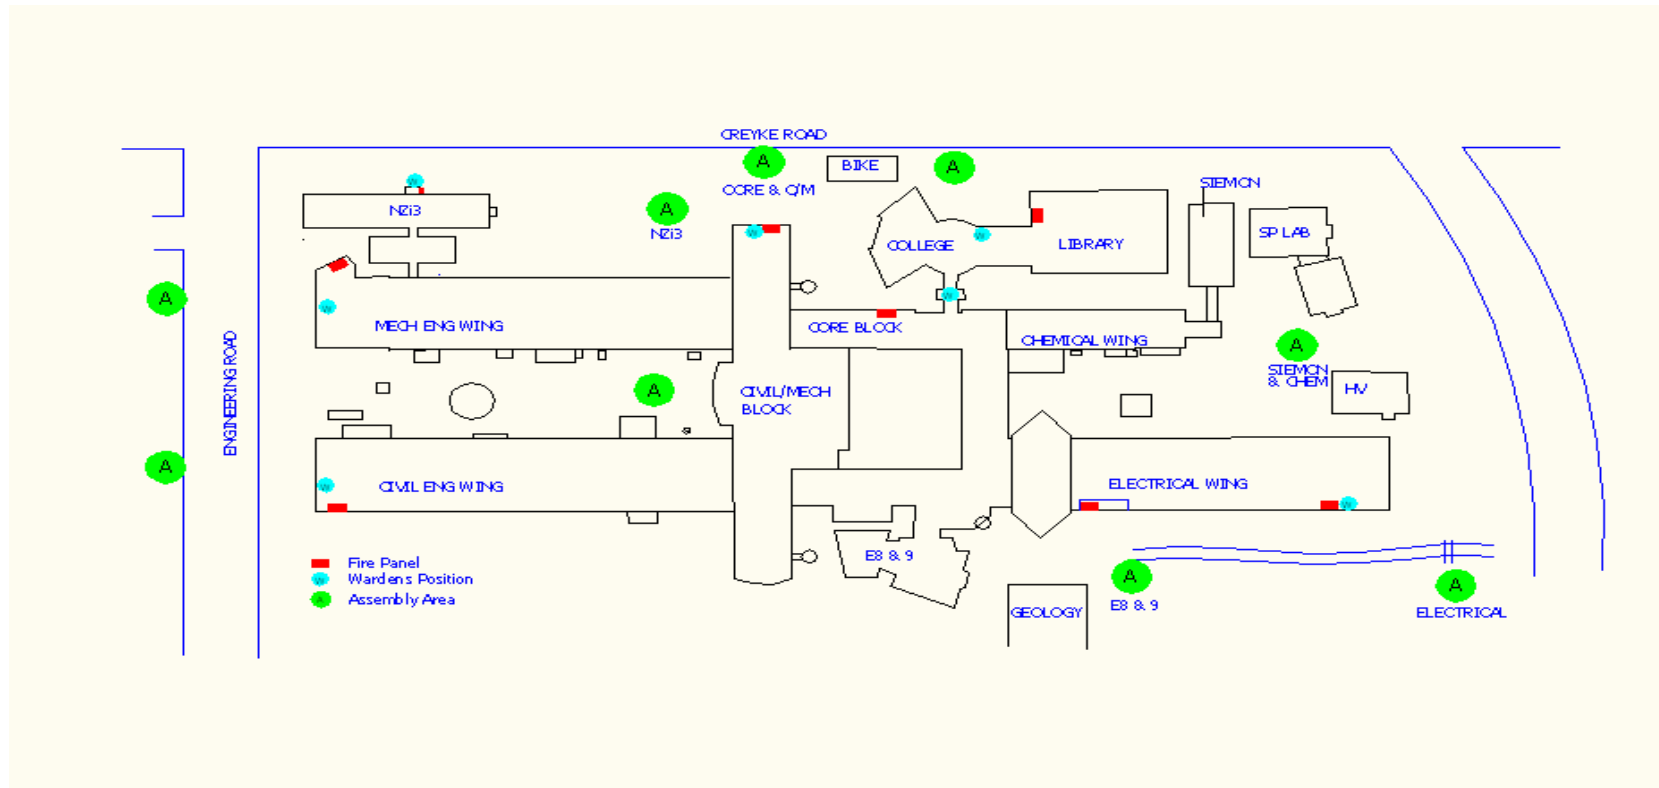 CREYKE ROAD
A
CORE & C/M
BIKE
A
SIEMON
W
NZi3
A
NZi3
W
COLLEGE
W
LIBRARY
SP LAB
A
W
MECH ENG WING
CORE BLOCK
W
CHEMICAL WING
A
SIEMON
& CHEM
HV
ENGINEERING ROAD
A
CIVIL/MECH
BLOCK
A
W
CIVIL ENG WING
ELECTRICAL WING
W
E8 & 9
Fire Panel
W
Wardens Position
A
Assembly Area
GEOLOGY
A
E8 & 9
A
ELECTRICAL